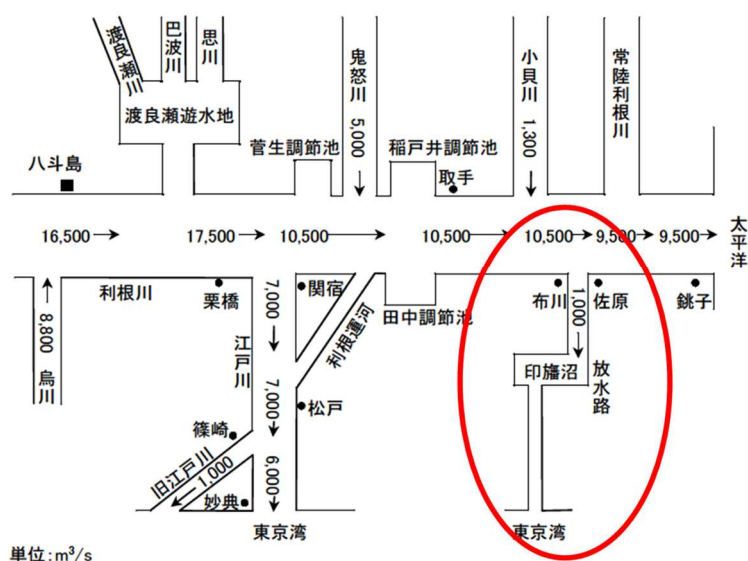 渡良瀬川
巴波川
思川
鬼怒川
5,000
小貝川
1,300
常陸利根川
渡良瀬遊水地
菅生調節池
稲戸井調節池
八斗島
取手
16,500
17,500
10,500
10,500
10,500
9,500
9,500
太平洋
利根川
栗橋
関宿
布川
佐原
銚子
8,800
烏川
7,000
利根運河
田中調節池
1,000
江戸川
印旛沼
放水路
7,000
松戸
篠崎
旧江戸川
1,000
6,000
妙典
東京湾
東京湾
単位:m³/s